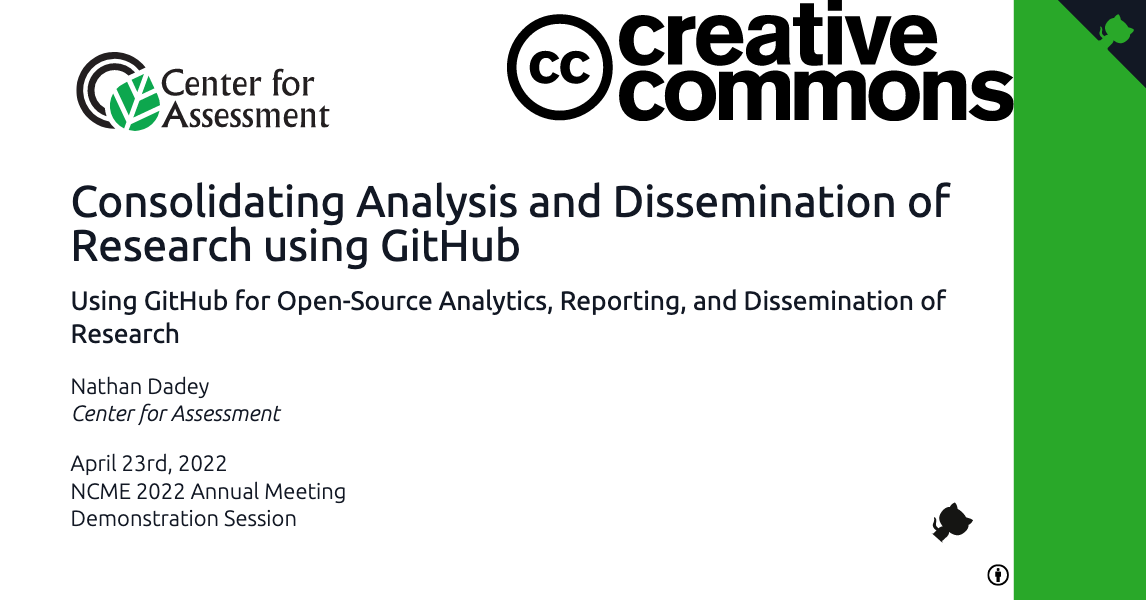 Center for
Assessment
cc
creative
commons
Consolidating Analysis and Dissemination of
Research using GitHub
Using GitHub for Open-Source Analytics, Reporting, and Dissemination of
Research
Nathan Dadey
Center for Assessment
April 23rd, 2022
NCME 2022 Annual Meeting
Demonstration Session